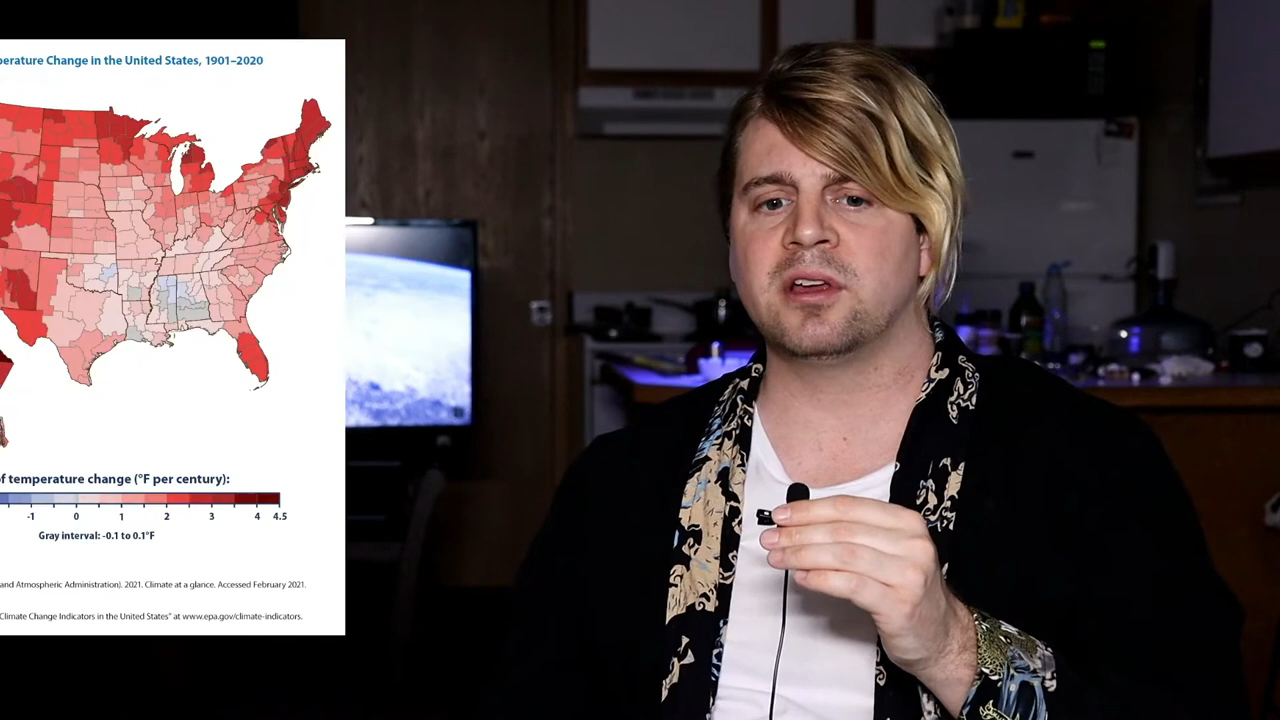 perature Change in the United States, 1901–2020
of temperature change (°F per century):
-1 0 1 2 3 4 4.5
Gray interval: -0.1 to 0.1°F
and Atmospheric Administration). 2021. Climate at a glance. Accessed February 2021.
Climate Change Indicators in the United States" at www.epa.gov/climate-indicators.